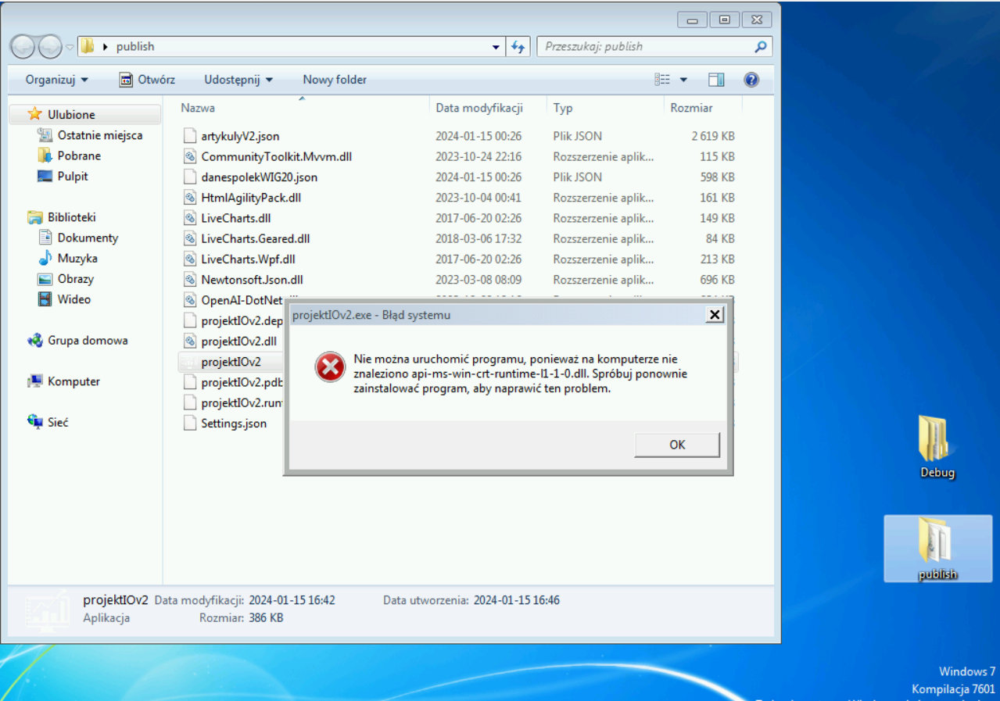 publish
Przeszukaj: publish
Organizuj
Otwórz
Udostępnij
Nowy folder
Nazwa
Data modyfikacji
Typ
Rozmiar
Ulubione
Ostatnie miejsca
Pobrane
Pulpit
Biblioteki
Dokumenty
Muzyka
Obrazy
Wideo
Grupa domowa
Komputer
Sieć
artykulyV2.json 2024-01-15 00:26 Plik JSON 2 619 KB
CommunityToolkit.Mvvm.dll 2023-10-24 22:16 Rozszerzenie aplik... 115 KB
danespolekWIG20.json 2024-01-15 00:26 Plik JSON 598 KB
HtmlAgilityPack.dll 2023-10-04 00:41 Rozszerzenie aplik... 161 KB
LiveCharts.dll 2017-06-20 02:26 Rozszerzenie aplik... 149 KB
LiveCharts.Geared.dll 2018-03-06 17:32 Rozszerzenie aplik... 84 KB
LiveCharts.Wpf.dll 2017-06-20 02:26 Rozszerzenie aplik... 213 KB
Newtonsoft.Json.dll 2023-03-08 08:09 Rozszerzenie aplik... 696 KB
OpenAI-DotNet
projektIOv2.dep
projektIOv2.dll
projektIOv2
projektIOv2.pdb
projektIOv2.run
Settings.json
projektIOv2.exe - Błąd systemu
Nie można uruchomić programu, ponieważ na komputerze nie
znaleziono api-ms-win-crt-runtime-l1-1-0.dll. Spróbuj ponownie
zainstalować program, aby naprawić ten problem.
OK
projektIOv2 Data modyfikacji: 2024-01-15 16:42 Data utworzenia: 2024-01-15 16:46
Aplikacja Rozmiar: 386 KB
Debug
publish
Windows 7
Kompilacja 7601